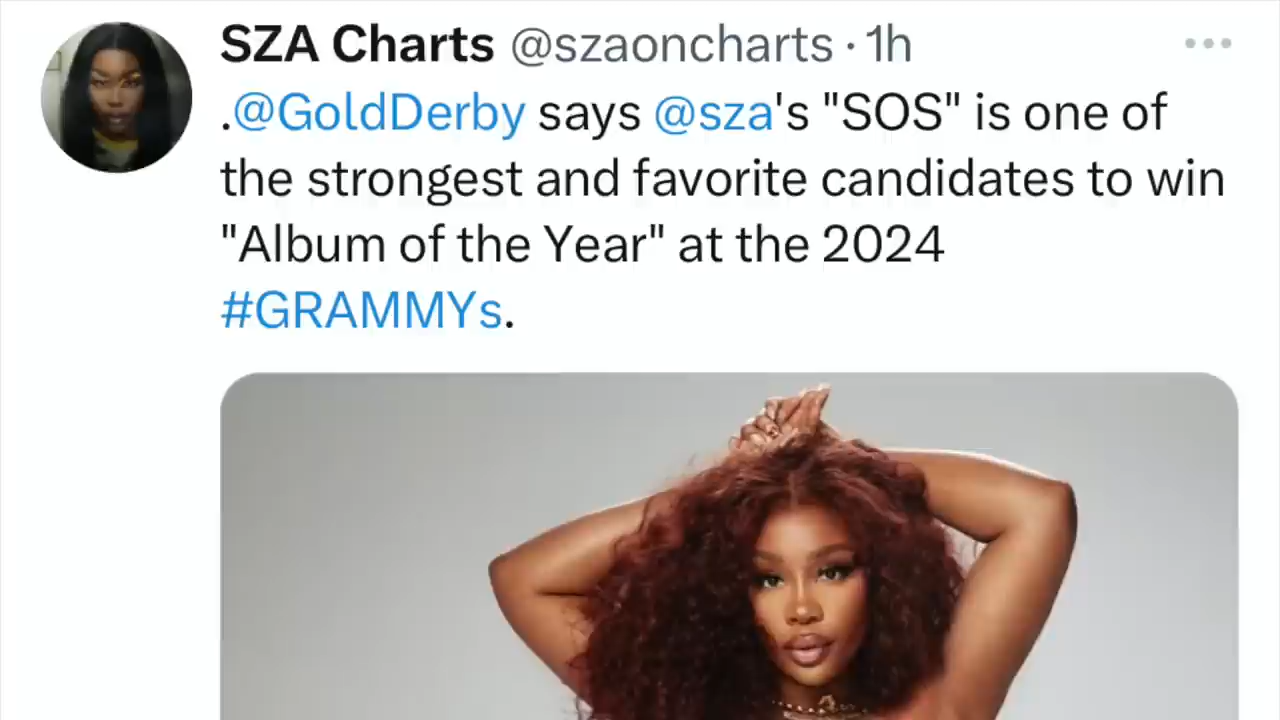 SZA Charts @szaoncharts · 1h
.@GoldDerby says @sza's "SOS" is one of
the strongest and favorite candidates to win
"Album of the Year" at the 2024
#GRAMMYs.